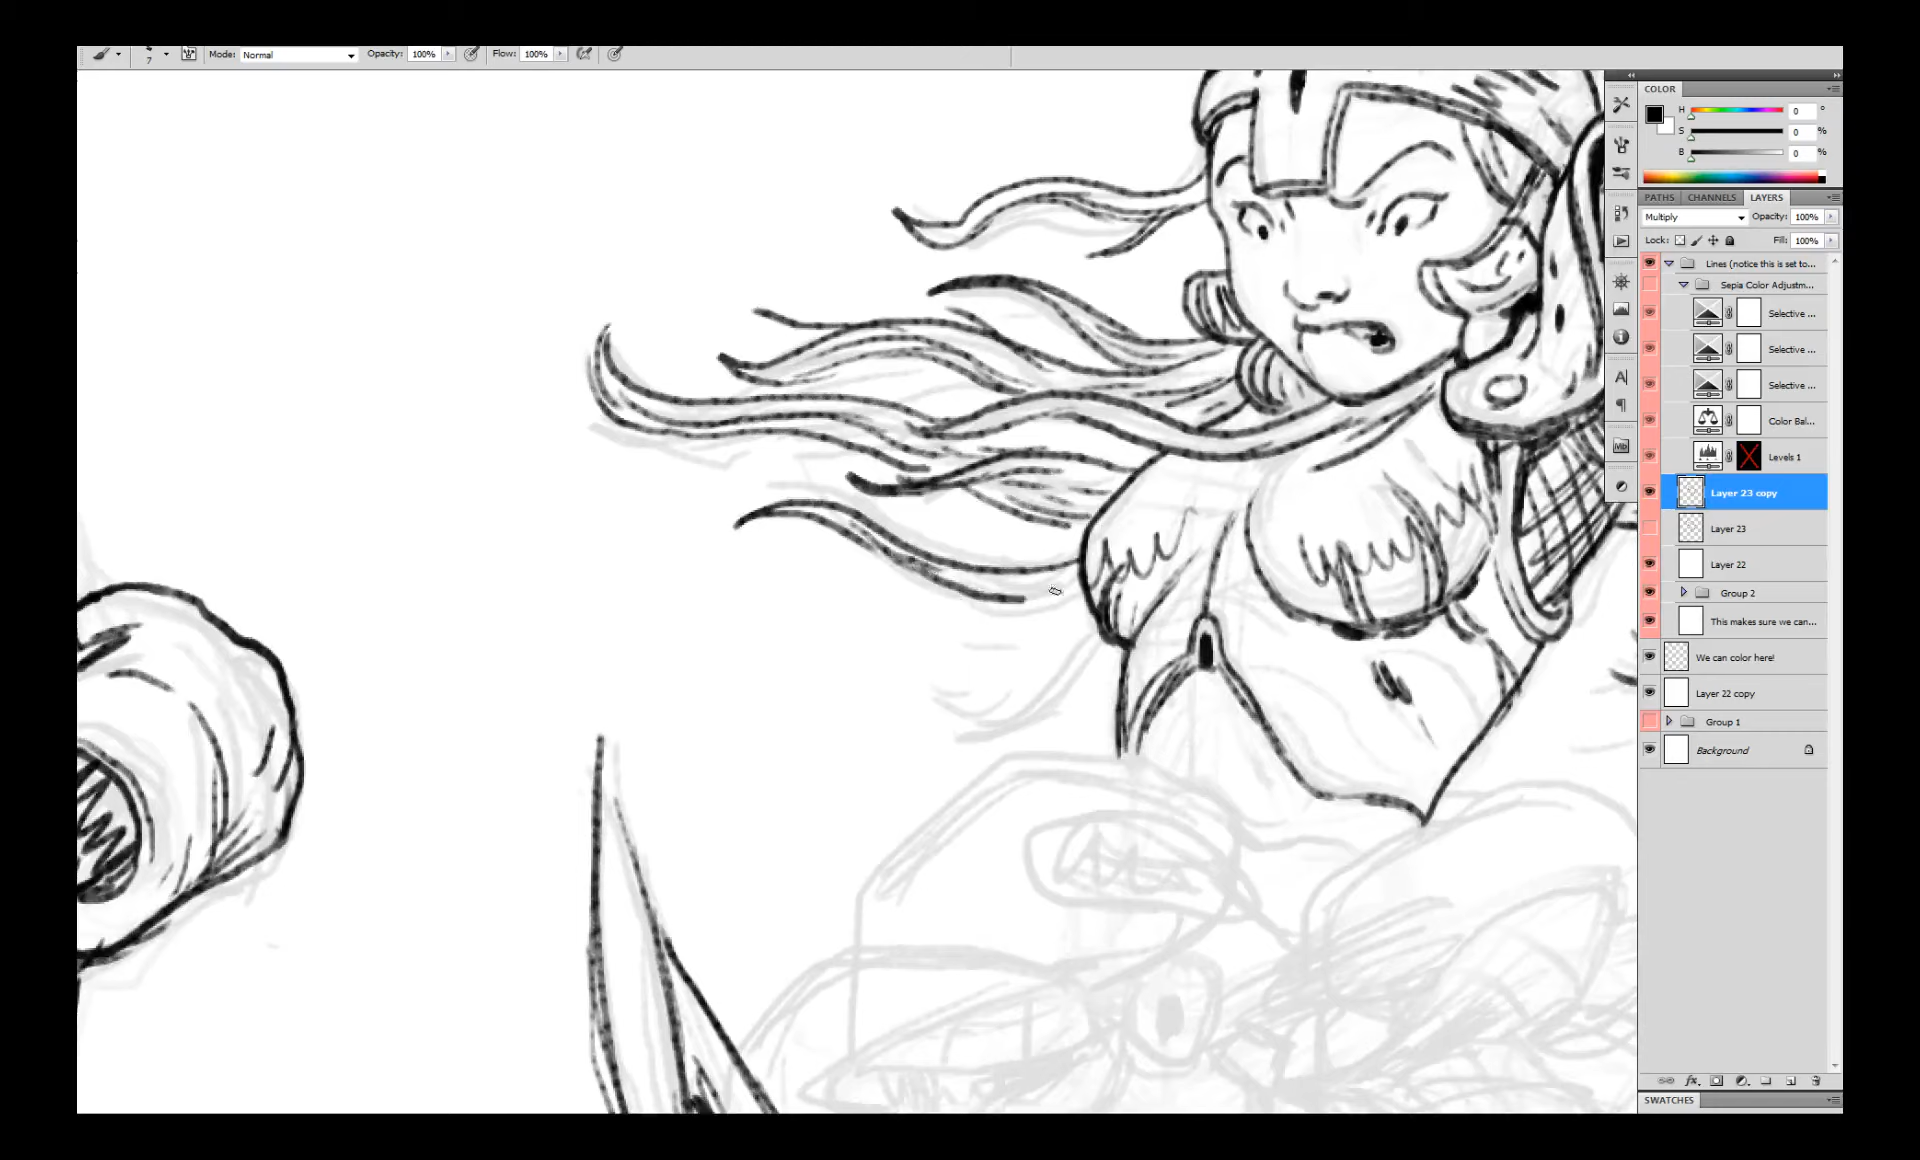 7 Mode: Normal Opacity: 100% Flow: 100%
COLOR
H 0 °
S 0 %
B 0 %
PATHS CHANNELS LAYERS
Multiply Opacity: 100%
Lock: Fill: 100%
Lines (notice this is set to...
Sepia Color Adjustm...
Selective ...
Selective ...
Selective ...
Color Bal...
Levels 1
Layer 23 copy
Layer 23
Layer 22
Group 2
This makes sure we can...
We can color here!
Layer 22 copy
Group 1
Background
SWATCHES
A
Mb
fx